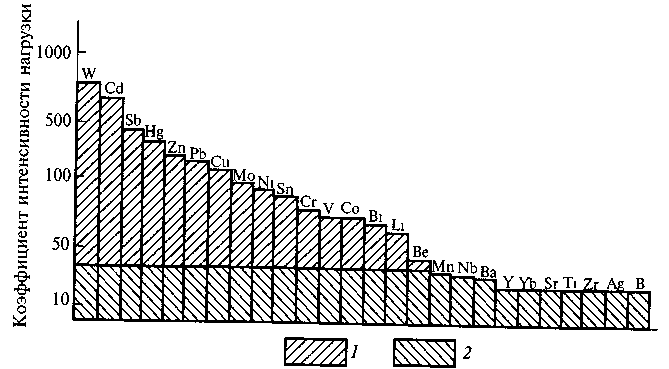 Коэффициент интенсивности нагрузки
1000
500
100
50
10
W
Cd
Sb
Hg
Zn
Pb
Cu
Mo
Ni
Sn
Cr
V
Co
Bi
Li
Be
Mn
Nb
Ba
Y
Yb
Sr
Ti
Zr
Ag
B
1
2